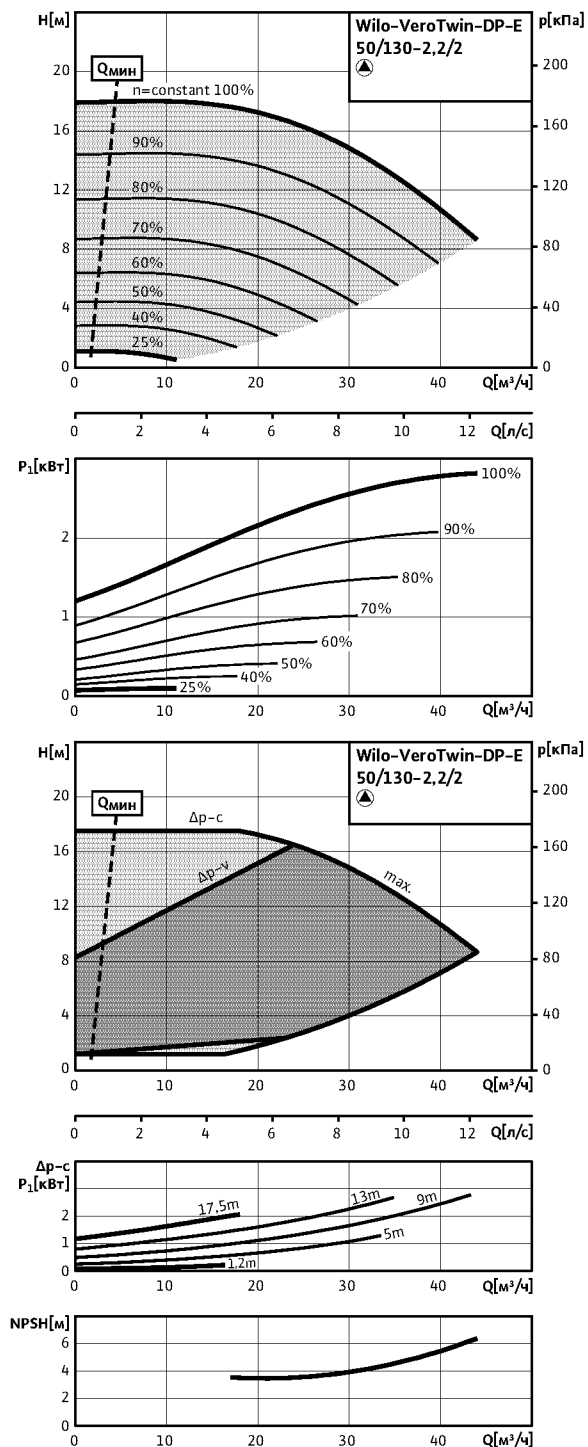 H[м]
Wilo-VeroTwin-DP-E
50/130-2,2/2
p[кПа]
Qмин
n=constant 100%
90%
80%
70%
60%
50%
40%
25%
20
16
12
8
4
0
200
160
120
80
40
0
0 10 20 30 40 Q[м³/ч]
0 2 4 6 8 10 12 Q[л/с]
P₁[кВт]
2
1
0
100%
90%
80%
70%
60%
50%
40%
25%
0 10 20 30 40 Q[м³/ч]
H[м]
Wilo-VeroTwin-DP-E
50/130-2,2/2
p[кПа]
Qмин
Δp-c
Δp-v
max.
20
16
12
8
4
0
200
160
120
80
40
0
0 10 20 30 40 Q[м³/ч]
0 2 4 6 8 10 12 Q[л/с]
Δp-c
P₁[кВт]
17,5m
13m
9m
5m
1,2m
2
1
0
0 10 20 30 40 Q[м³/ч]
NPSH[м]
6
4
2
0
0 10 20 30 40 Q[м³/ч]